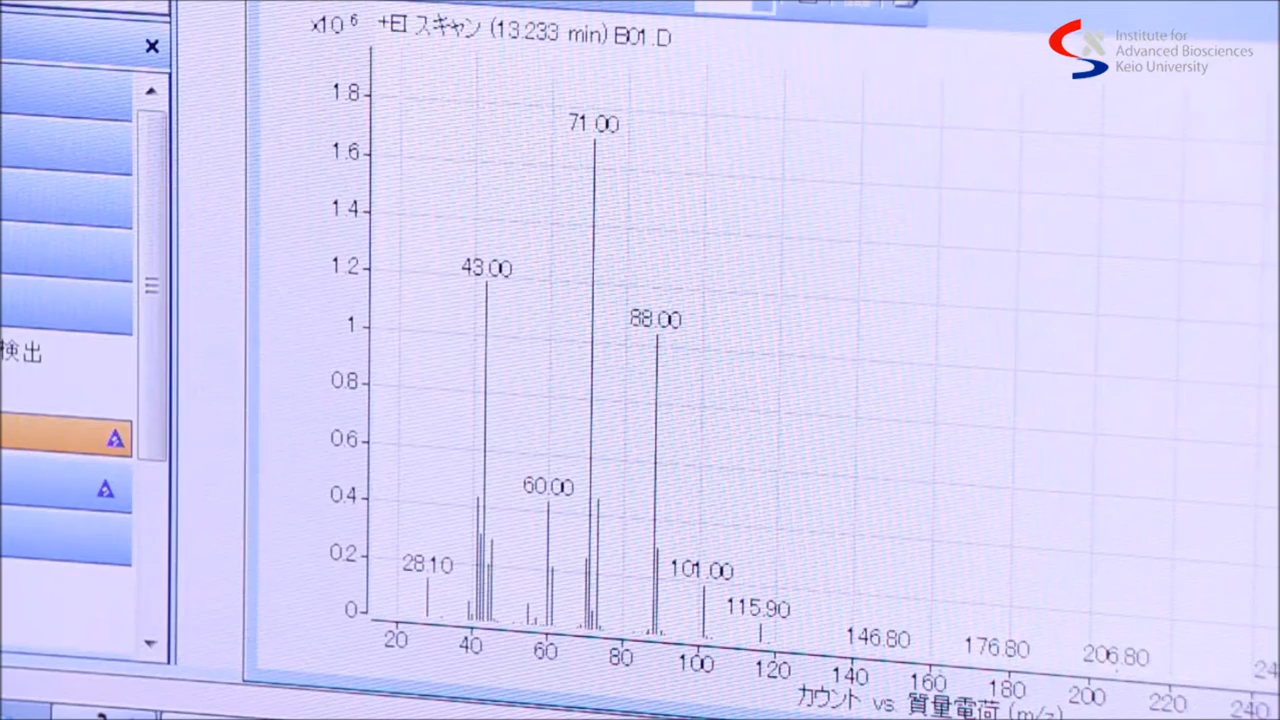 x10 6 +EI スキャン (13.233 min) B01.D
Institute for
Advanced Biosciences
Keio University
1.8
1.6
1.4
1.2
1
0.8
0.6
0.4
0.2
0
71.00
43.00
88.00
60.00
28.10
101.00
115.90
146.80
176.80
206.80
検出
20 40 60 80 100 120 140 160 180 200 220 240
カウント vs. 質量電荷 (m/z)